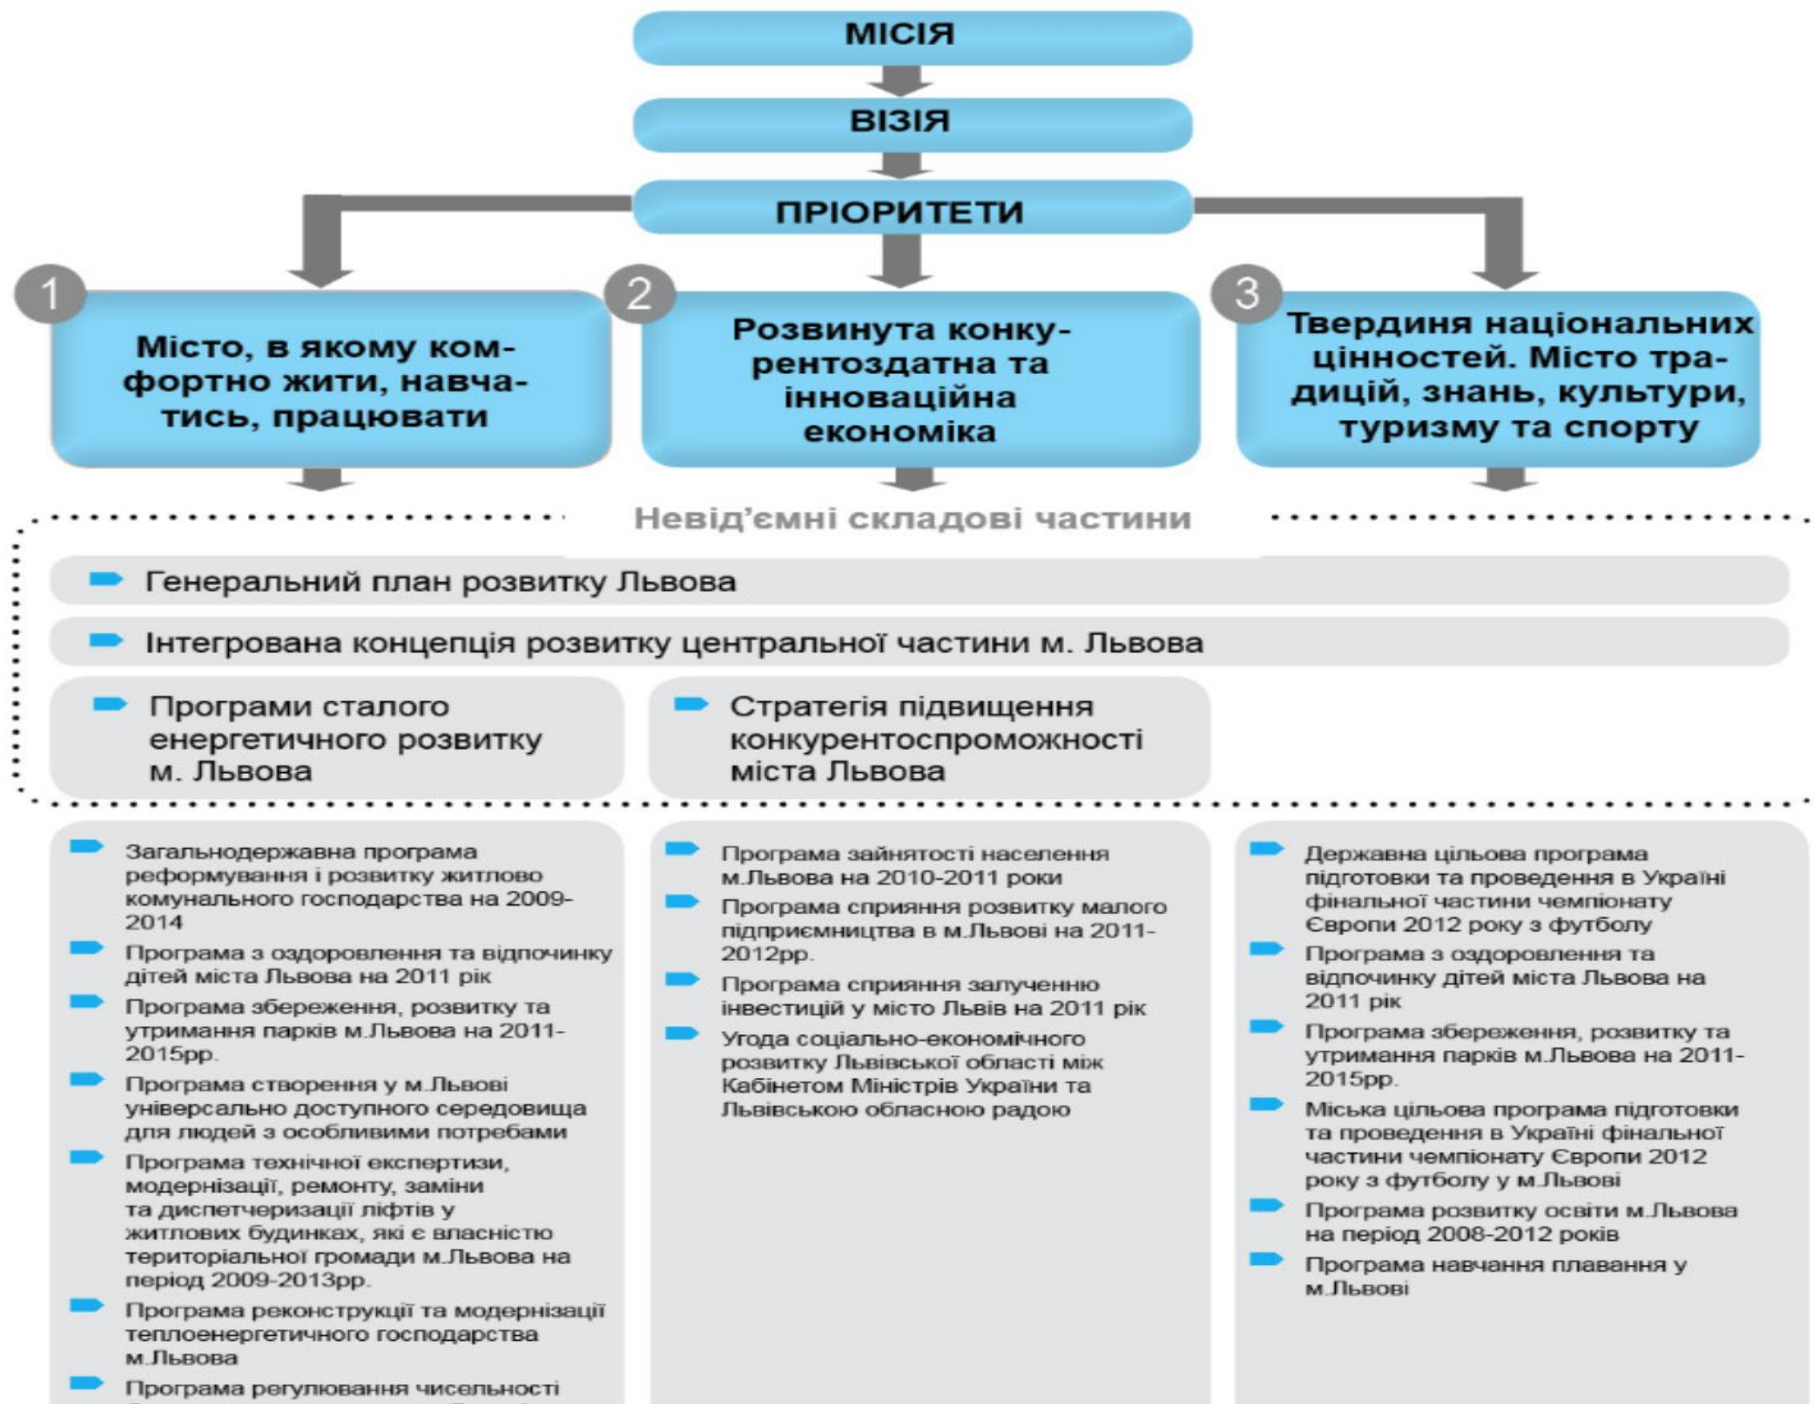 МІСІЯ
ВІЗІЯ
ПРІОРИТЕТИ
1
Місто, в якому ком-
фортно жити, навча-
тись, працювати
2
Розвинута конку-
рентоздатна та
інноваційна
економіка
3
Твердиня національних
цінностей. Місто тра-
дицій, знань, культури,
туризму та спорту
Невід’ємні складові частини
Генеральний план розвитку Львова
Інтегрована концепція розвитку центральної частини м. Львова
Програми сталого
енергетичного розвитку
м. Львова
Стратегія підвищення
конкурентоспроможності
міста Львова
Загальнодержавна програма
реформування і розвитку житлово
комунального господарства на 2009-
2014
Програма з оздоровлення та відпочинку
дітей міста Львова на 2011 рік
Програма збереження, розвитку та
утримання парків м.Львова на 2011-
2015рр.
Програма створення у м.Львові
універсально доступного середовища
для людей з особливими потребами
Програма технічної експертизи,
модернізації, ремонту, заміни
та диспетчеризації ліфтів у
житлових будинках, які є власністю
територіальної громади м.Львова на
період 2009-2013рр.
Програма реконструкції та модернізації
теплоенергетичного господарства
м.Львова
Програма регулювання чисельності
Програма зайнятості населення
м.Львова на 2010-2011 роки
Програма сприяння розвитку малого
підприємництва в м.Львові на 2011-
2012рр.
Програма сприяння залученню
інвестицій у місто Львів на 2011 рік
Угода соціально-економічного
розвитку Львівської області між
Кабінетом Міністрів України та
Львівською обласною радою
Державна цільова програма
підготовки та проведення в Україні
фінальної частини чемпіонату
Європи 2012 року з футболу
Програма з оздоровлення та
відпочинку дітей міста Львова на
2011 рік
Програма збереження, розвитку та
утримання парків м.Львова на 2011-
2015рр.
Міська цільова програма підготовки
та проведення в Україні фінальної
частини чемпіонату Європи 2012
року з футболу у м.Львові
Програма розвитку освіти м.Львова
на період 2008-2012 років
Програма навчання плавання у
м.Львові